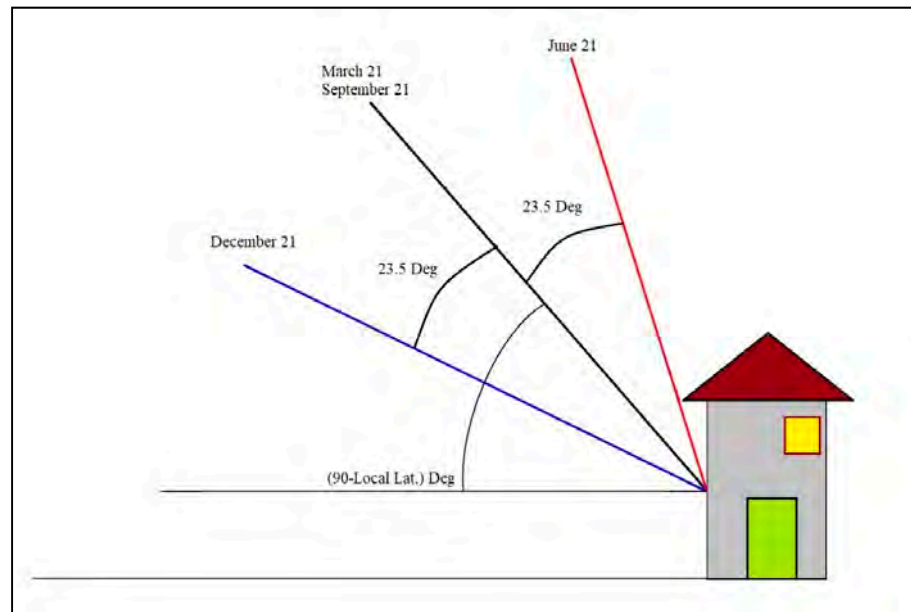 June 21
March 21
September 21
23.5 Deg
December 21
23.5 Deg
(90-Local Lat.) Deg